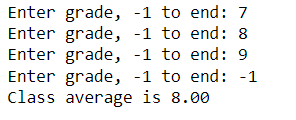 Enter grade, -1 to end: 7
Enter grade, -1 to end: 8
Enter grade, -1 to end: 9
Enter grade, -1 to end: -1
Class average is 8.00